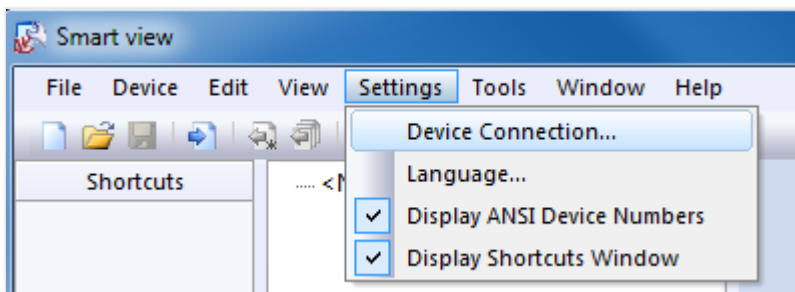 Smart view
File Device Edit View Settings Tools Window Help
Device Connection...
Shortcuts
Language...
Display ANSI Device Numbers
Display Shortcuts Window